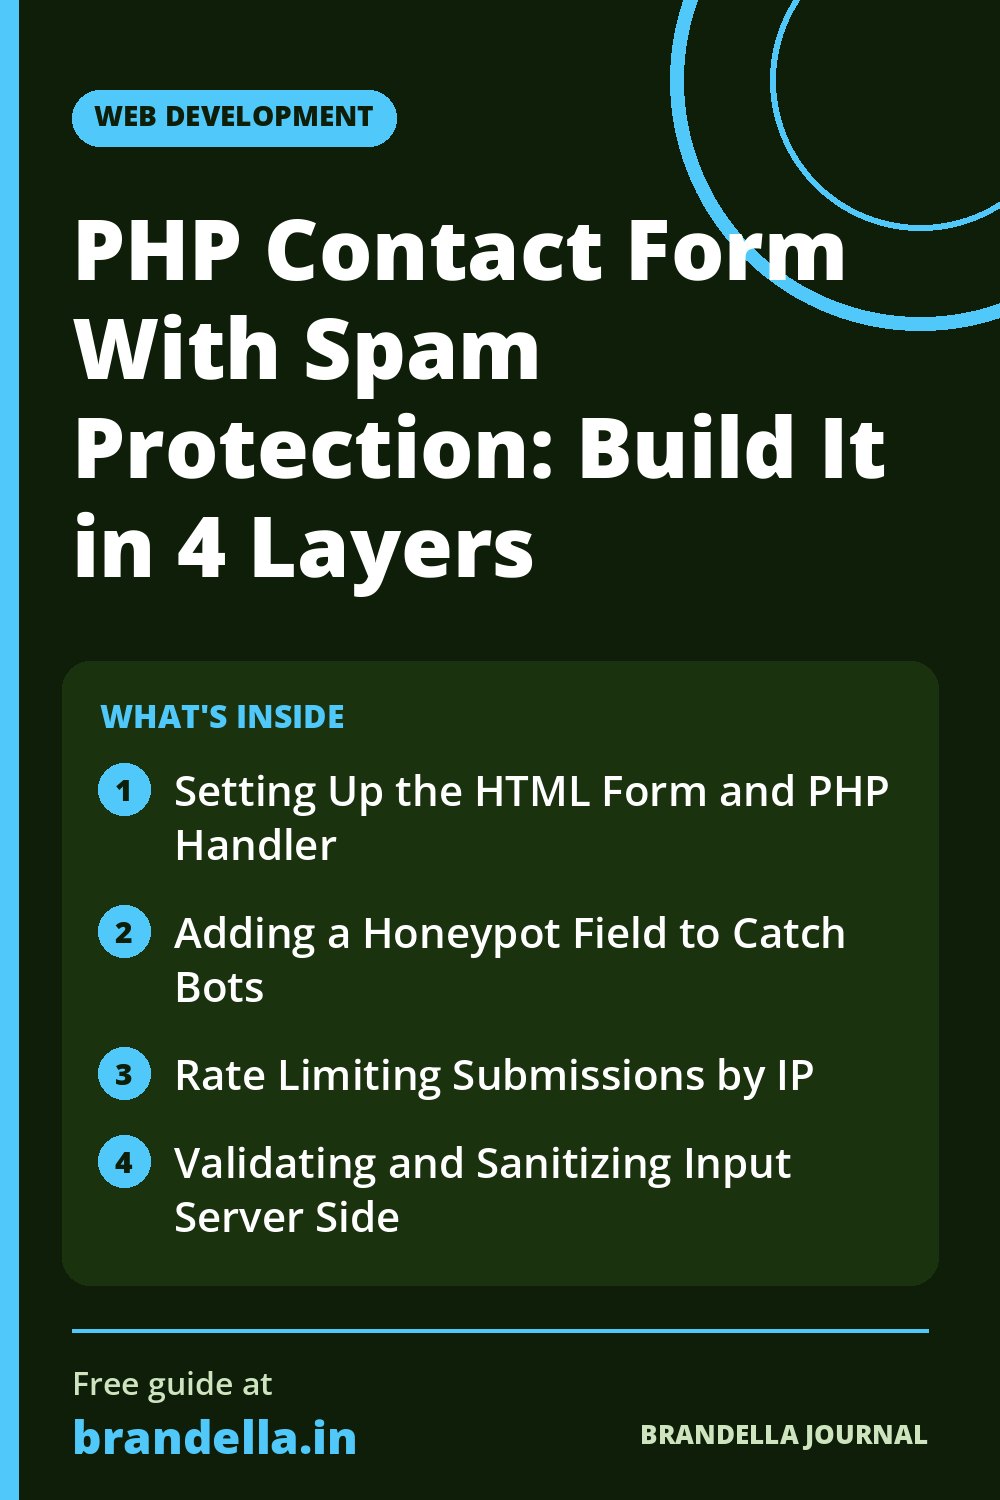 WEB DEVELOPMENT
PHP Contact Form
With Spam
Protection: Build It
in 4 Layers
WHAT'S INSIDE
1 Setting Up the HTML Form and PHP
Handler
2 Adding a Honeypot Field to Catch
Bots
3 Rate Limiting Submissions by IP
4 Validating and Sanitizing Input
Server Side
Free guide at
brandella.in
BRANDELLA JOURNAL